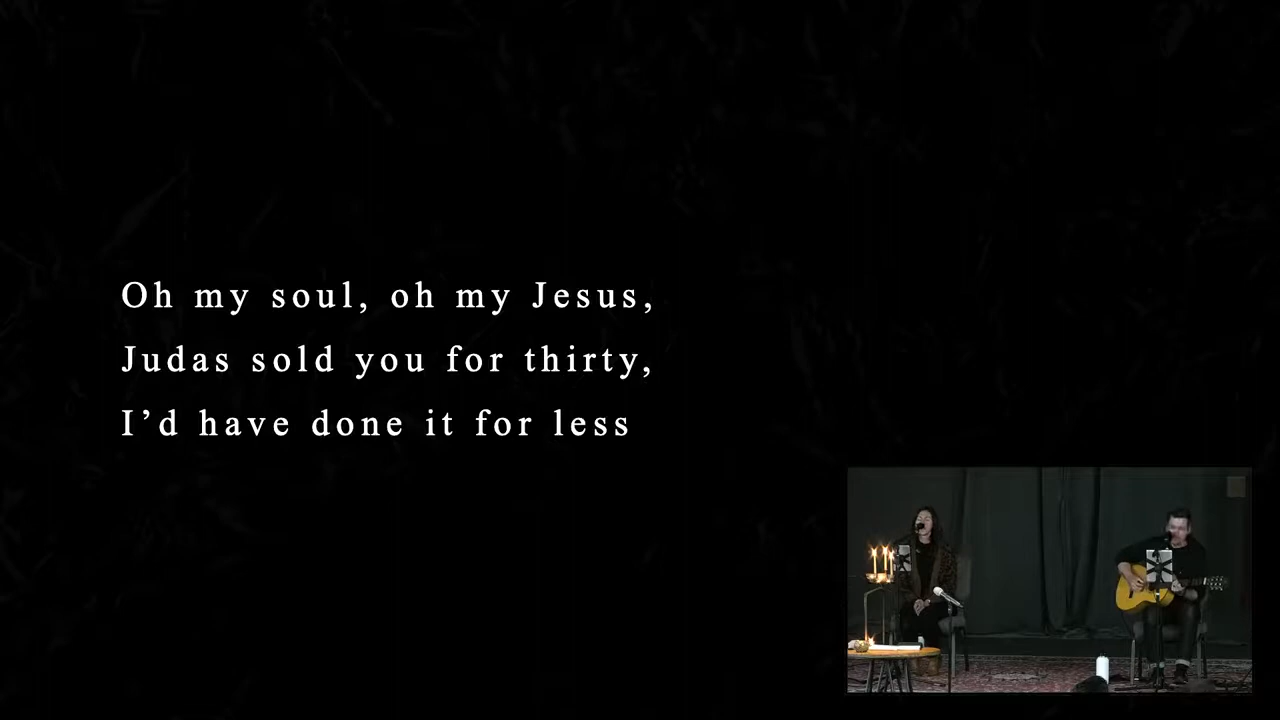 Oh my soul, oh my Jesus,
Judas sold you for thirty,
I’d have done it for less